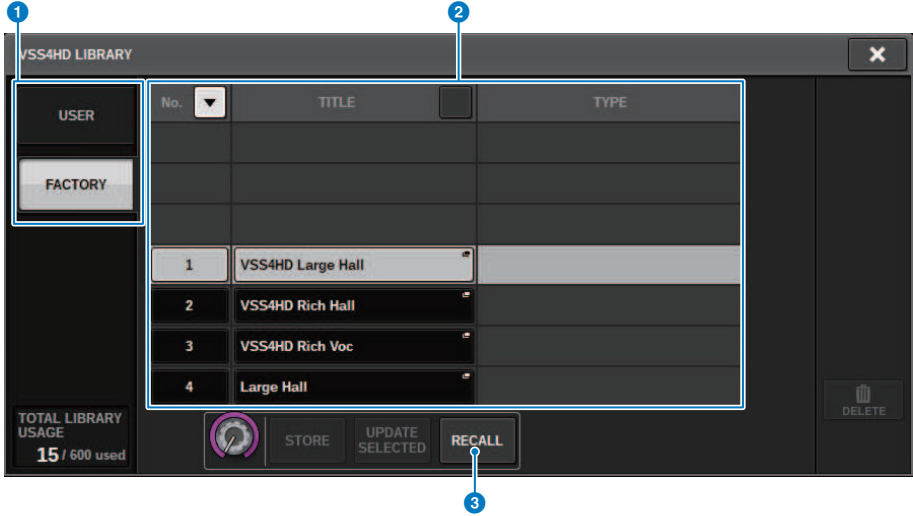 1
2
VSS4HD LIBRARY
USER
No.
TITLE
TYPE
FACTORY
1
VSS4HD Large Hall
2
VSS4HD Rich Hall
3
VSS4HD Rich Voc
4
Large Hall
DELETE
TOTAL LIBRARY
USAGE
15 / 600 used
STORE
UPDATE
SELECTED
RECALL
3